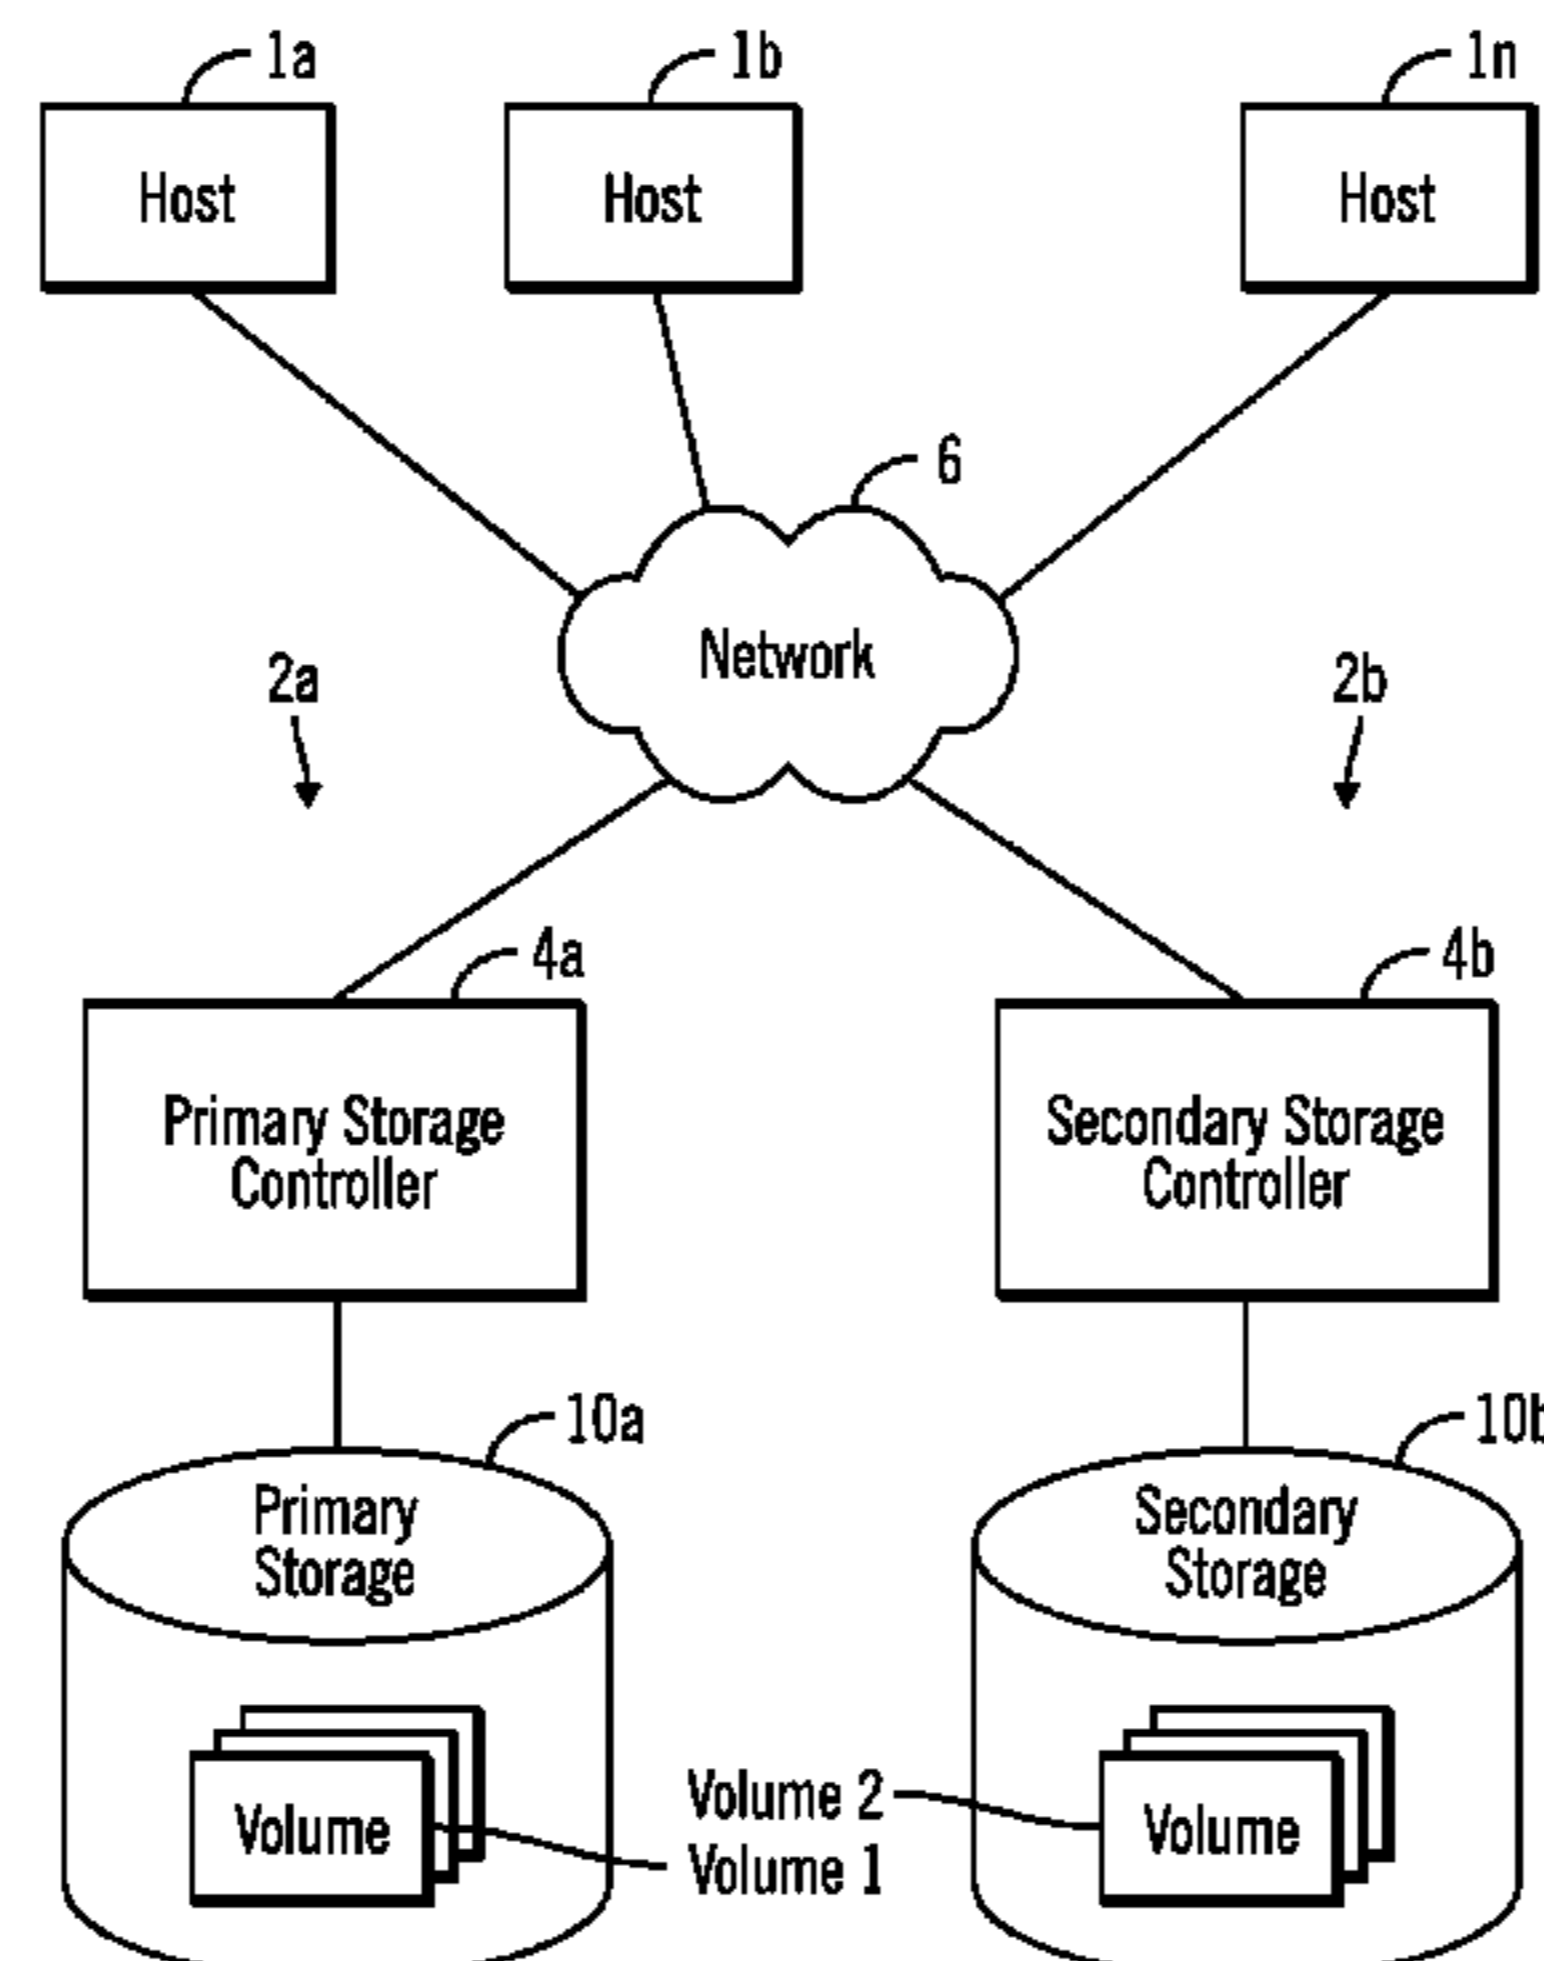 1a
1b
1n
Host
Host
Host
6
Network
2a
2b
4a
4b
Primary Storage
Controller
Secondary Storage
Controller
10a
10b
Primary
Storage
Secondary
Storage
Volume 2
Volume
Volume
Volume 1